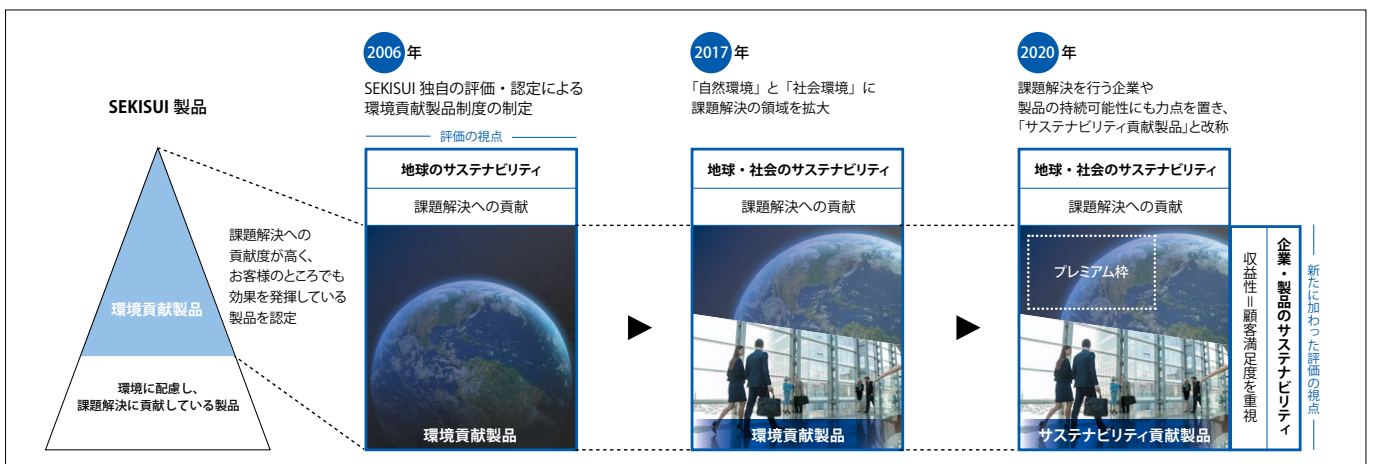 SEKISUI 製品
課題解決への
貢献度が高く、
お客様のところでも
効果を発揮している
製品を認定
環境貢献製品
環境に配慮し、
課題解決に貢献している製品
2006年
SEKISUI 独自の評価・認定による
環境貢献製品制度の制定
評価の視点
地球のサステナビリティ
課題解決への貢献
環境貢献製品
2017年
「自然環境」と「社会環境」に
課題解決の領域を拡大
地球・社会のサステナビリティ
課題解決への貢献
環境貢献製品
2020年
課題解決を行う企業や
製品の持続可能性にも力点を置き、
「サステナビリティ貢献製品」と改称
地球・社会のサステナビリティ
課題解決への貢献
プレミアム枠
サステナビリティ貢献製品
新たに加わった評価の視点
企業・製品のサステナビリティ
収益性＝顧客満足度を重視